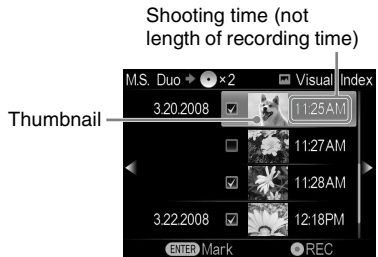 Shooting time (not
length of recording time)
M.S. Duo ×2 Visual Index
Thumbnail
3.20.2008 11:25AM
11:27AM
11:28AM
3.22.2008 12:18PM
ENTER Mark REC